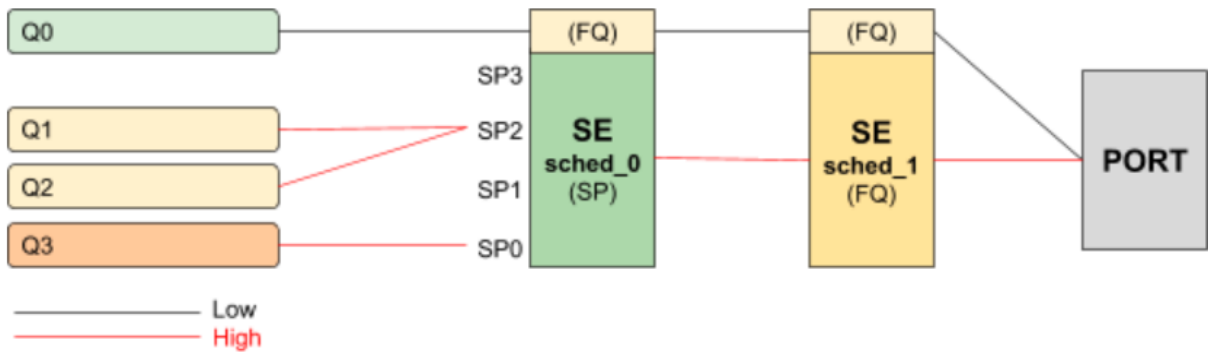 Q0
Q1
Q2
Q3
SP3
SP2
SP1
SP0
(FQ)
SE
sched_0
(SP)
(FQ)
SE
sched_1
(FQ)
PORT
Low
High